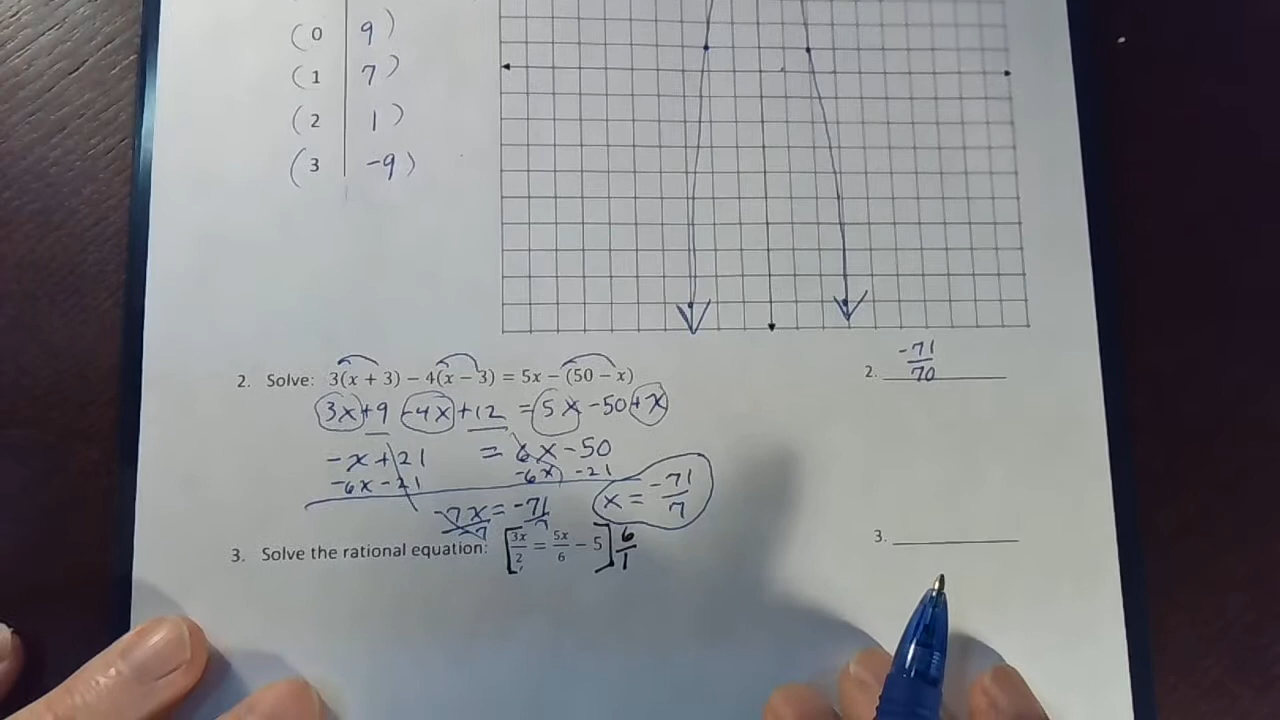 (0 | 9)
(1 | 7)
(2 | 1)
(3 | -9)
2. Solve: 3(x + 3) − 4(x − 3) = 5x − (50 − x)
2. -71/70
3x+9 -4x+12 = 5x -50 +x
-x+21 = 6x-50
-6x -21 -6x -21
-7x = -71
-7 -7
x = -71/7
3. Solve the rational equation: [3x/2 = 5x/6 − 5] 6/1
3.